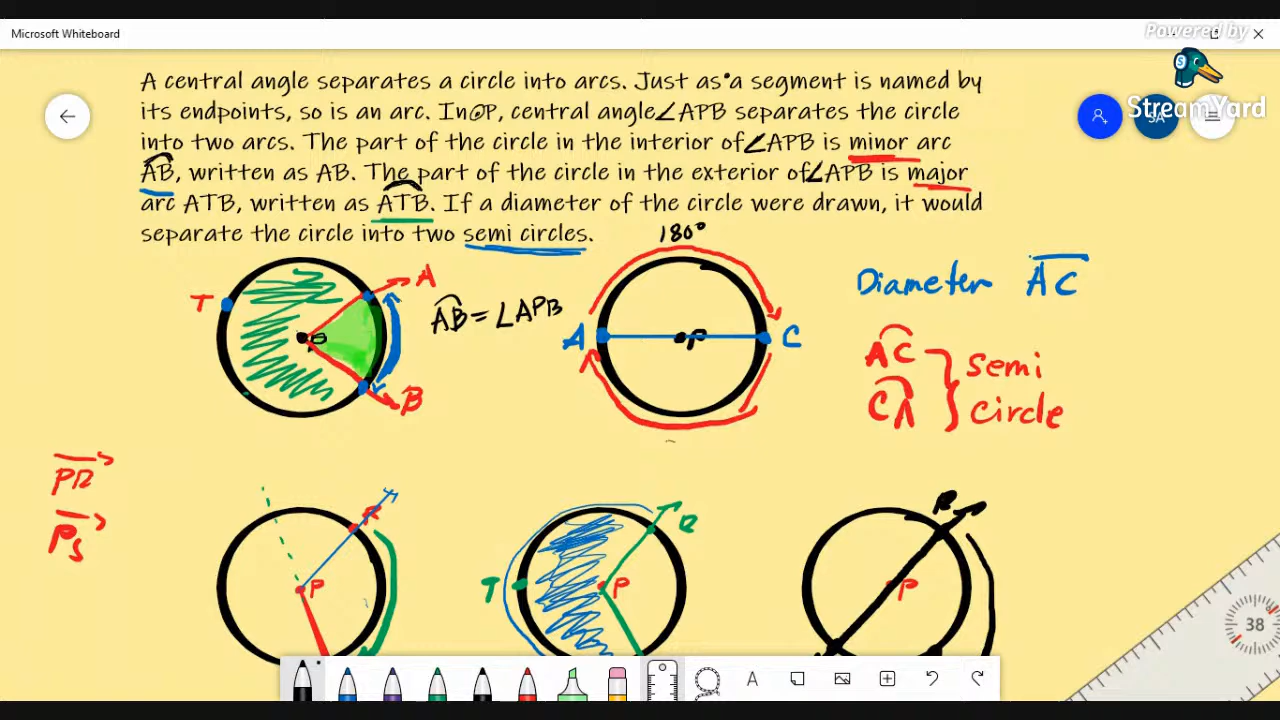 Microsoft Whiteboard
Powered by
StreamYard
SA
A central angle separates a circle into arcs. Just as a segment is named by
its endpoints, so is an arc. In⊙P, central angle∠APB separates the circle
into two arcs. The part of the circle in the interior of∠APB is minor arc
AB, written as AB. The part of the circle in the exterior of∠APB is major
arc ATB, written as ATB. If a diameter of the circle were drawn, it would
separate the circle into two semi circles.
180°
T
A
P
B
AB = ∠APB
A
P
C
Diameter AC
AC
CA
semi
circle
PR
PS
R
P
T
R
P
R
P
38
A